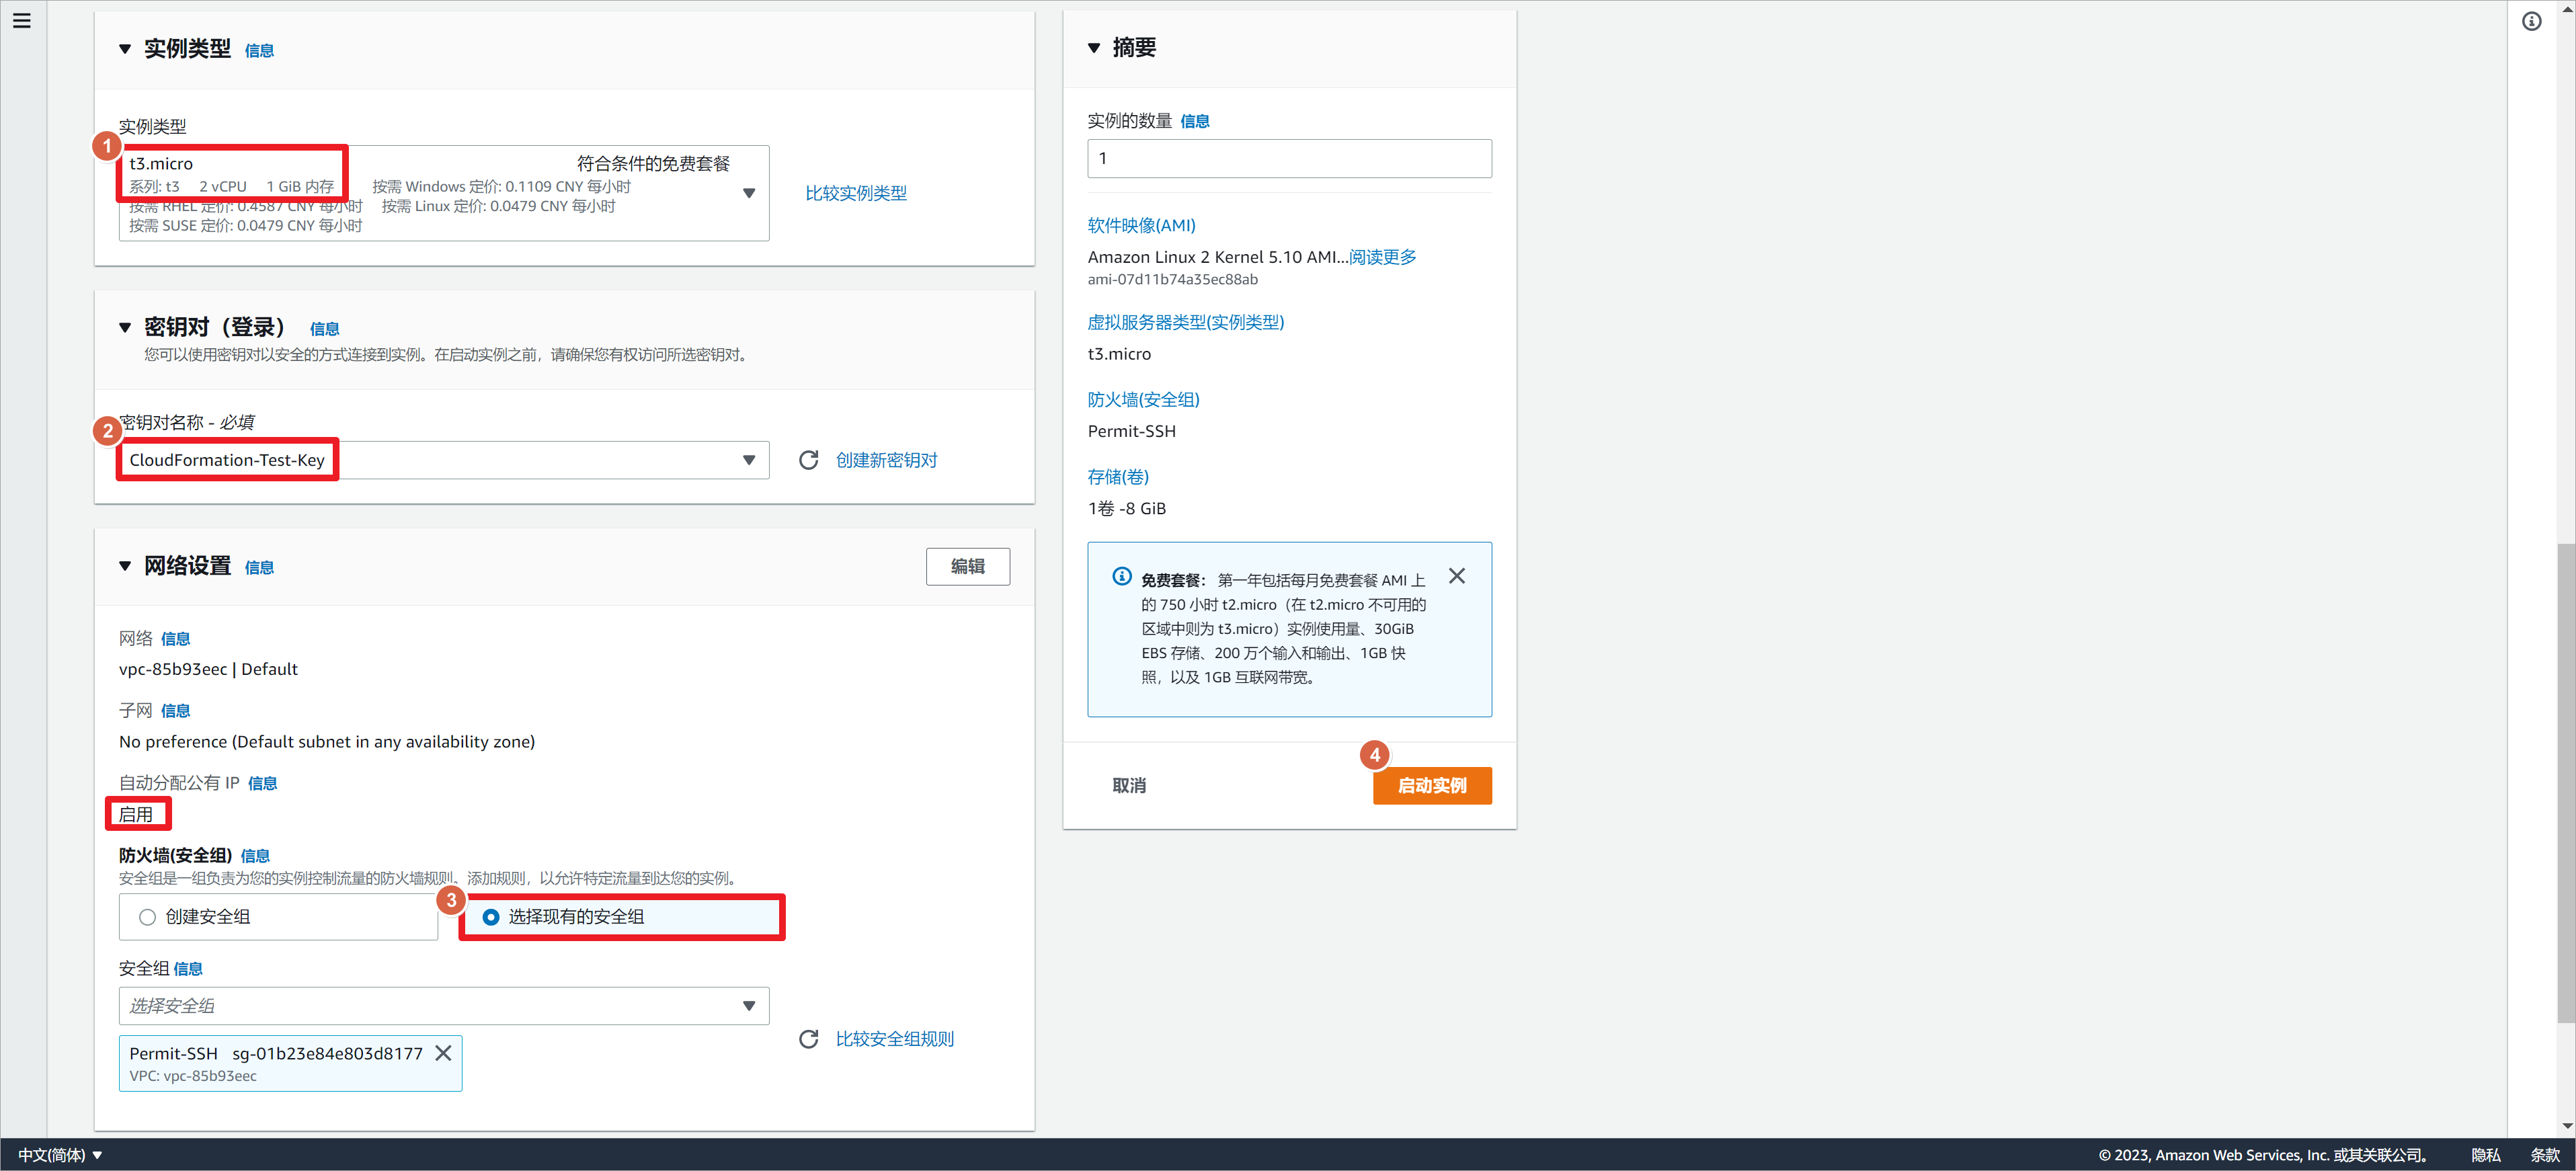 实例类型 信息
实例类型
1
t3.micro 符合条件的免费套餐
系列: t3 2 vCPU 1 GiB 内存 按需 Windows 定价: 0.1109 CNY 每小时
按需 RHEL 定价: 0.4587 CNY 每小时 按需 Linux 定价: 0.0479 CNY 每小时
按需 SUSE 定价: 0.0479 CNY 每小时
比较实例类型
密钥对（登录） 信息
您可以使用密钥对以安全的方式连接到实例。在启动实例之前，请确保您有权访问所选密钥对。
密钥对名称 - 必填
2
CloudFormation-Test-Key
创建新密钥对
网络设置 信息
编辑
网络 信息
vpc-85b93eec | Default
子网 信息
No preference (Default subnet in any availability zone)
自动分配公有 IP 信息
启用
防火墙(安全组) 信息
安全组是一组负责为您的实例控制流量的防火墙规则。添加规则，以允许特定流量到达您的实例。
创建安全组
3
选择现有的安全组
安全组 信息
选择安全组
比较安全组规则
Permit-SSH sg-01b23e84e803d8177
VPC: vpc-85b93eec
摘要
实例的数量 信息
1
软件映像(AMI)
Amazon Linux 2 Kernel 5.10 AMI...阅读更多
ami-07d11b74a35ec88ab
虚拟服务器类型(实例类型)
t3.micro
防火墙(安全组)
Permit-SSH
存储(卷)
1卷 -8 GiB
免费套餐： 第一年包括每月免费套餐 AMI 上
的 750 小时 t2.micro（在 t2.micro 不可用的
区域中则为 t3.micro）实例使用量、30GiB
EBS 存储、200 万个输入和输出、1GB 快
照，以及 1GB 互联网带宽。
取消
4
启动实例
中文(简体)
© 2023, Amazon Web Services, Inc. 或其关联公司。 隐私 条款